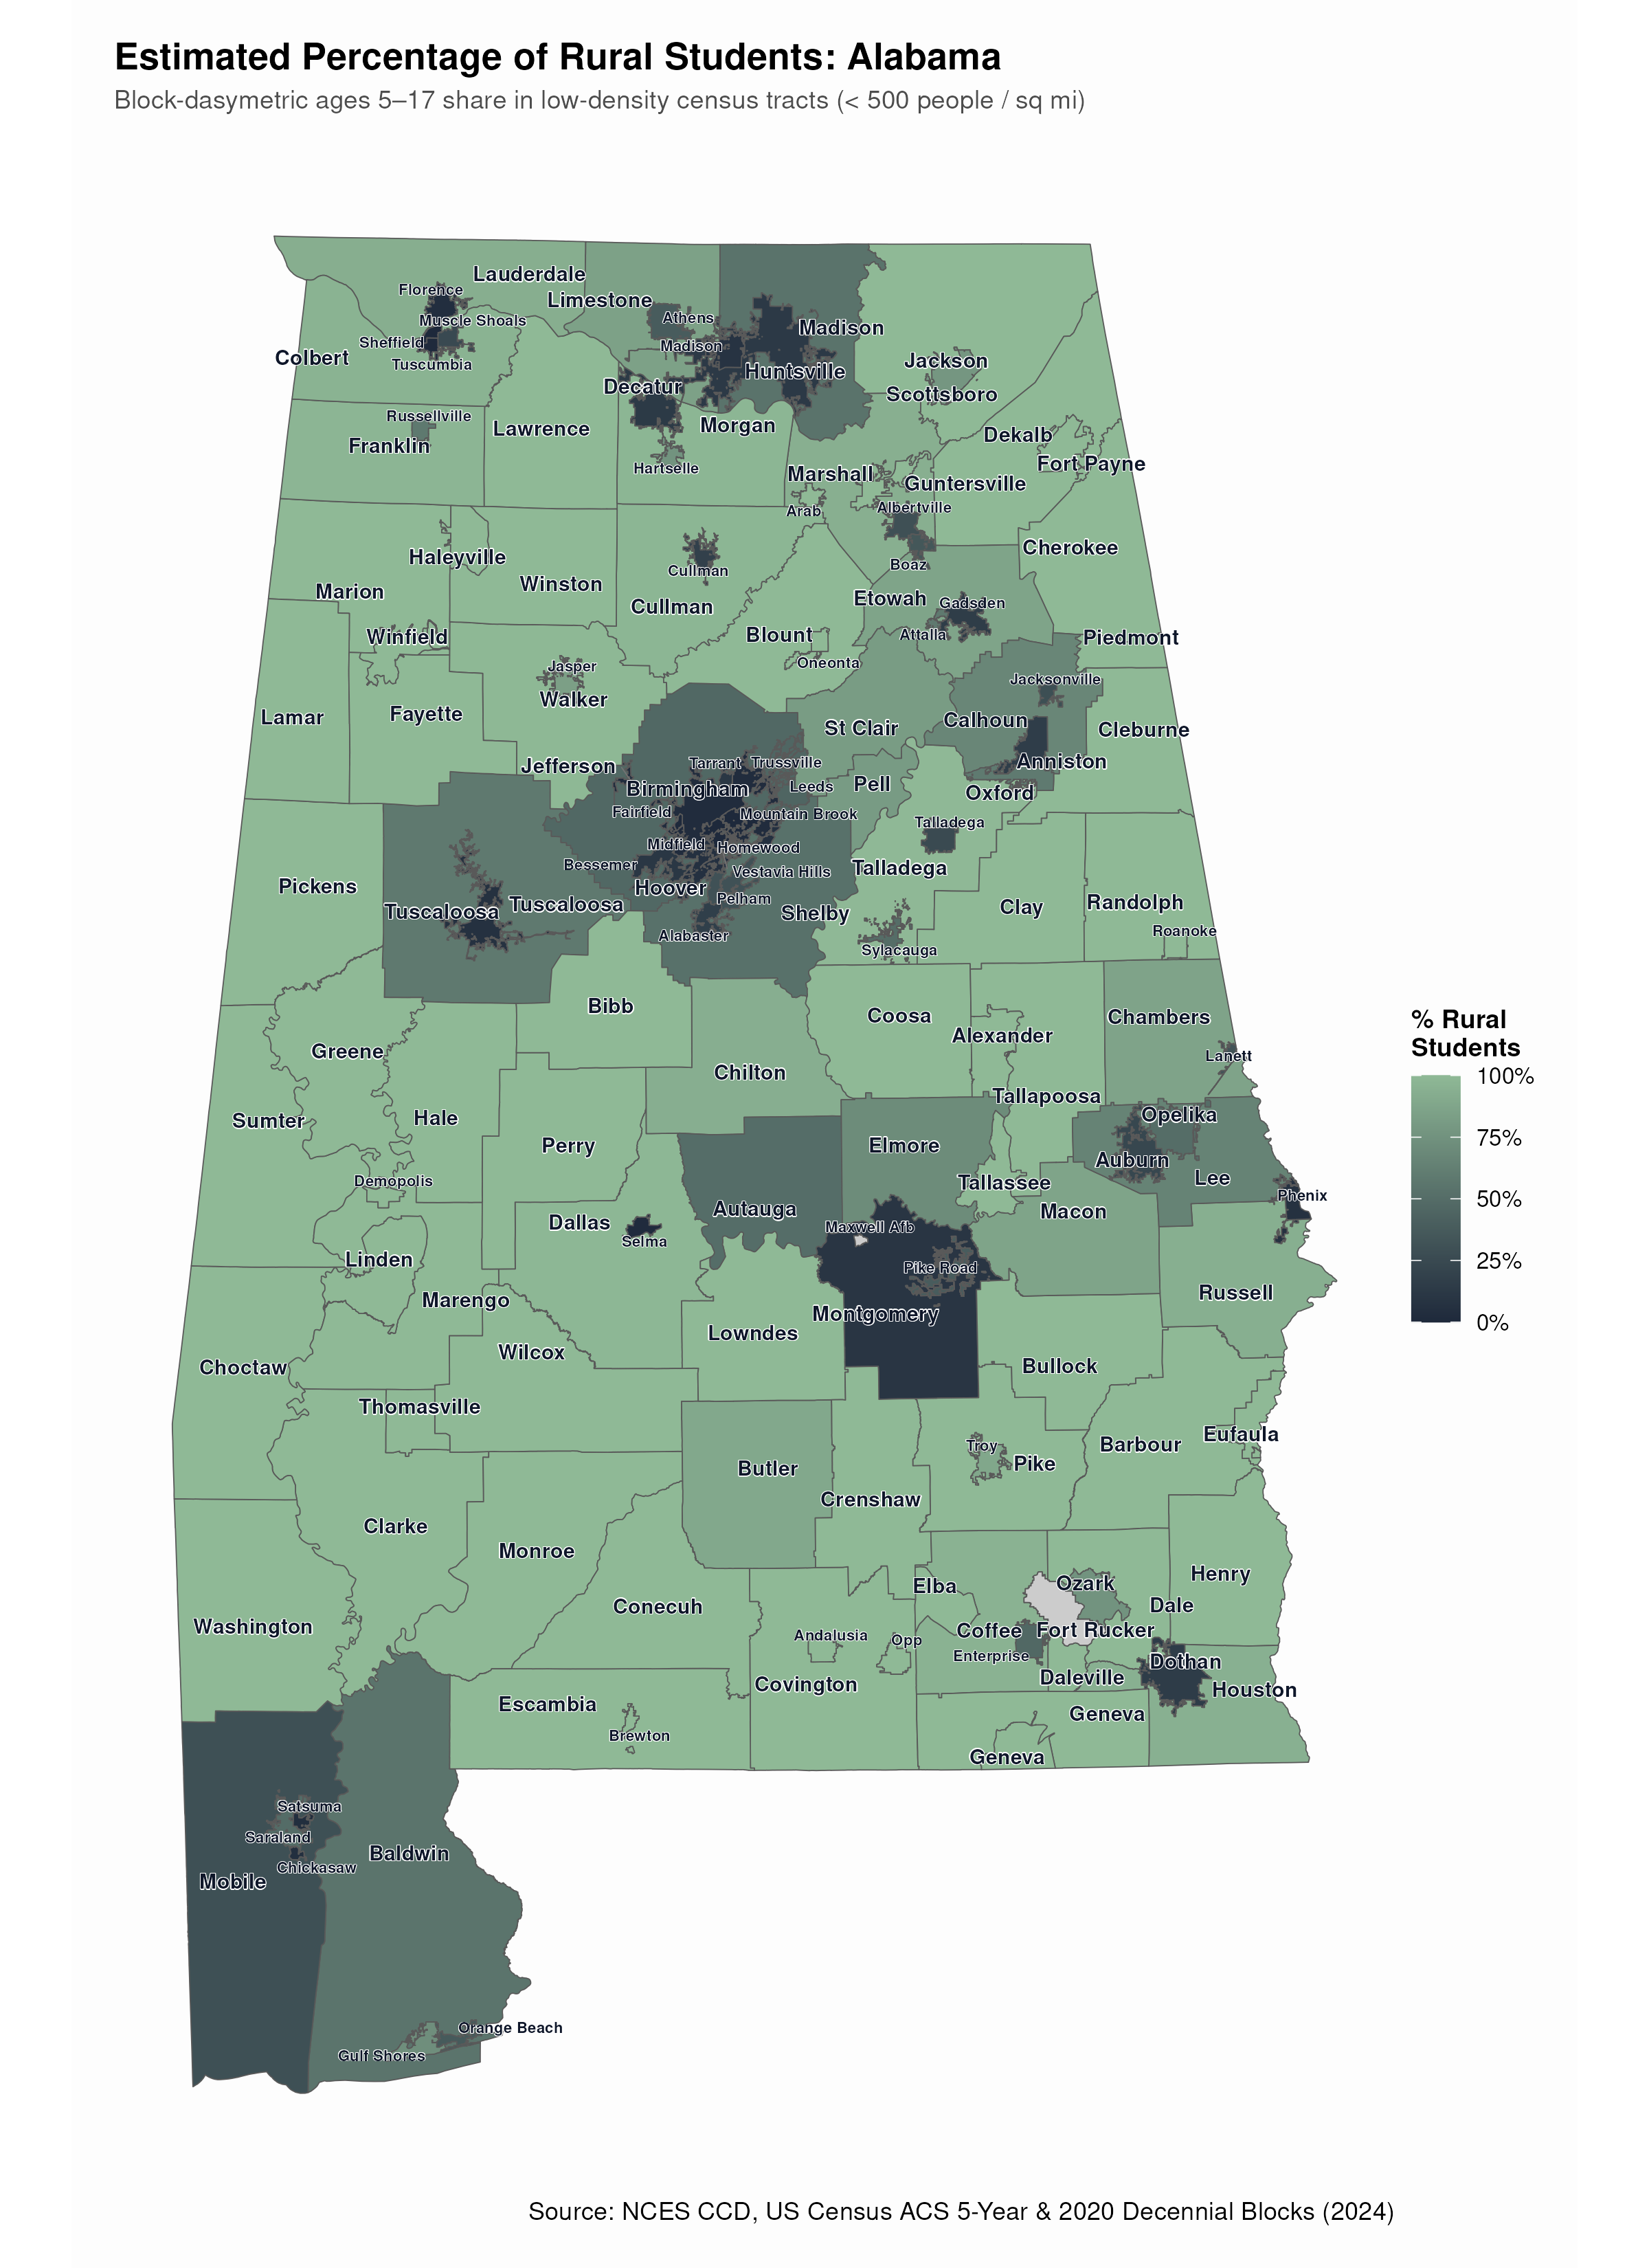 Estimated Percentage of Rural Students: Alabama
Block-dasymetric ages 5–17 share in low-density census tracts (< 500 people / sq mi)
Lauderdale
Florence
Limestone
Muscle Shoals
Athens
Madison
Sheffield
Madison
Colbert
Tuscumbia
Jackson
Huntsville
Decatur
Scottsboro
Russellville
Lawrence
Morgan
Dekalb
Franklin
Fort Payne
Hartselle
Marshall
Guntersville
Arab
Albertville
Haleyville
Cherokee
Boaz
Cullman
Winston
Marion
Cullman
Etowah
Gadsden
Winfield
Blount
Attalla
Piedmont
Jasper
Oneonta
Walker
Jacksonville
Lamar
Fayette
St Clair
Calhoun
Cleburne
Jefferson
Tarrant
Trussville
Anniston
Birmingham
Leeds
Pell
Oxford
Fairfield
Mountain Brook
Talladega
Midfield
Homewood
Bessemer
Vestavia Hills
Talladega
Pickens
Hoover
Pelham
Tuscaloosa
Tuscaloosa
Shelby
Clay
Randolph
Alabaster
Sylacauga
Roanoke
Bibb
Coosa
Chambers
Alexander
Greene
Lanett
Chilton
Tallapoosa
Sumter
Hale
Opelika
Perry
Elmore
Auburn
Demopolis
Tallassee
Lee
Phenix
Autauga
Macon
Dallas
Maxwell Afb
Selma
Linden
Pike Road
Marengo
Montgomery
Russell
Lowndes
Wilcox
Choctaw
Bullock
Thomasville
Eufaula
Troy
Barbour
Butler
Pike
Crenshaw
Clarke
Monroe
Henry
Elba
Ozark
Conecuh
Dale
Washington
Andalusia
Opp
Coffee
Fort Rucker
Enterprise
Dothan
Covington
Daleville
Houston
Escambia
Geneva
Brewton
Geneva
Satsuma
Saraland
Baldwin
Chickasaw
Mobile
Orange Beach
Gulf Shores
% Rural
Students
100%
75%
50%
25%
0%
Source: NCES CCD, US Census ACS 5-Year & 2020 Decennial Blocks (2024)